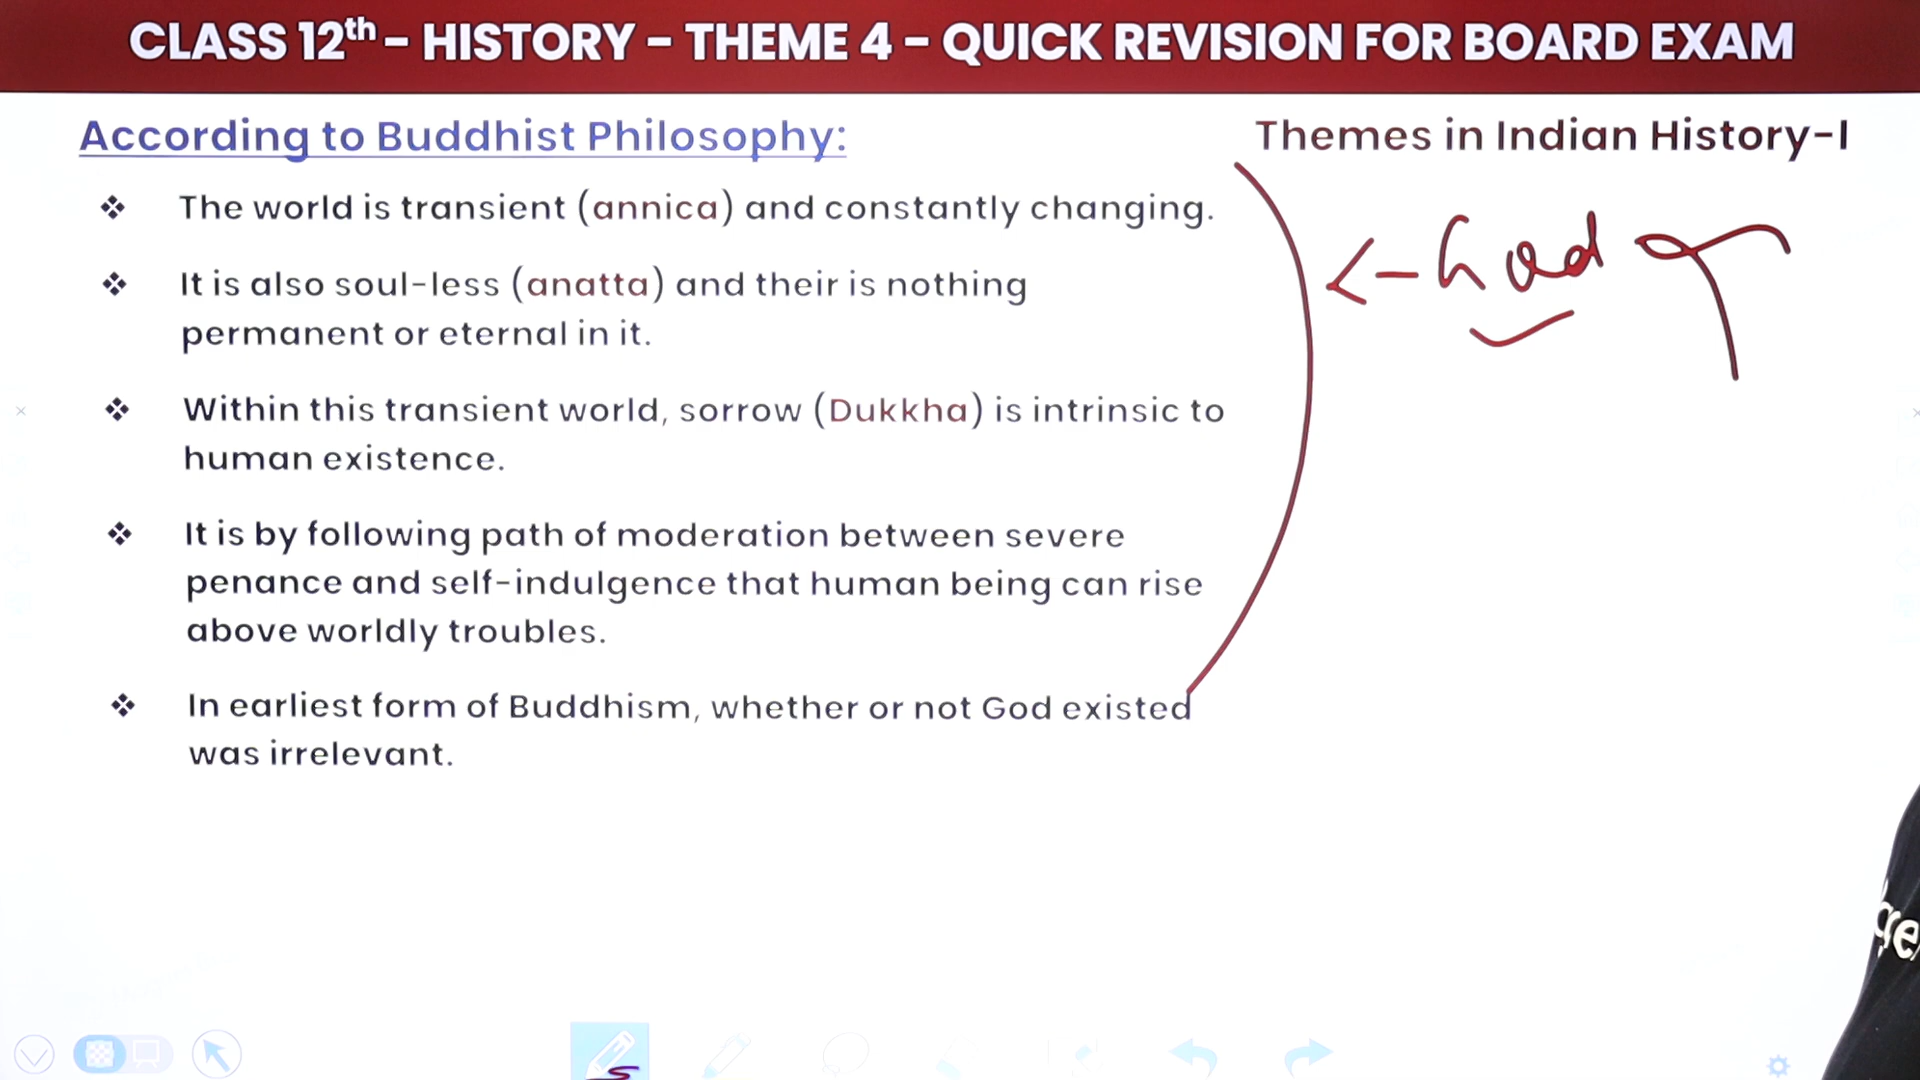 CLASS 12th - HISTORY - THEME 4 - QUICK REVISION FOR BOARD EXAM
According to Buddhist Philosophy:
Themes in Indian History-I
❖ The world is transient (annica) and constantly changing.
❖ It is also soul-less (anatta) and their is nothing
permanent or eternal in it.
❖ Within this transient world, sorrow (Dukkha) is intrinsic to
human existence.
❖ It is by following path of moderation between severe
penance and self-indulgence that human being can rise
above worldly troubles.
❖ In earliest form of Buddhism, whether or not God existed
was irrelevant.
God